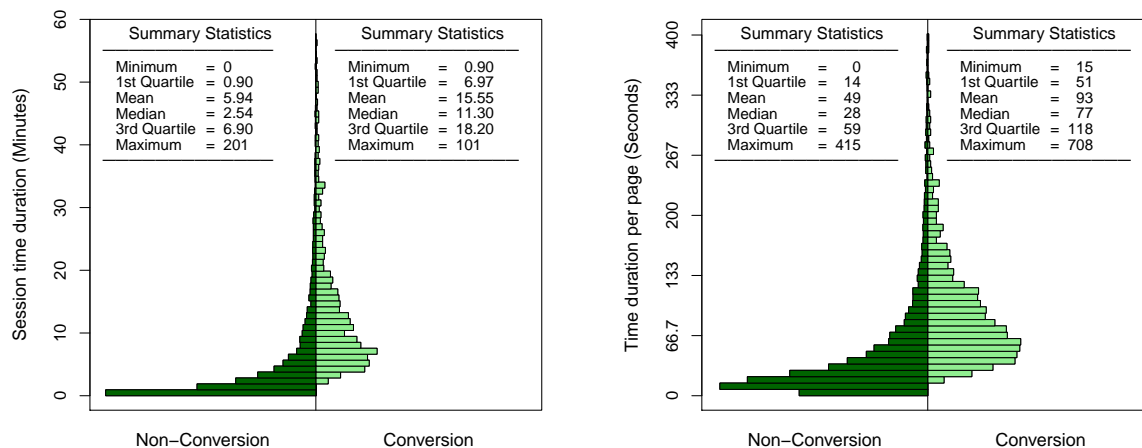 Session time duration (Minutes)
60
50
40
30
20
10
0
Summary Statistics
Minimum = 0
1st Quartile = 0.90
Mean = 5.94
Median = 2.54
3rd Quartile = 6.90
Maximum = 201
Summary Statistics
Minimum = 0.90
1st Quartile = 6.97
Mean = 15.55
Median = 11.30
3rd Quartile = 18.20
Maximum = 101
Non−Conversion
Conversion
Time duration per page (Seconds)
400
333
267
200
133
66.7
0
Summary Statistics
Minimum = 0
1st Quartile = 14
Mean = 49
Median = 28
3rd Quartile = 59
Maximum = 415
Summary Statistics
Minimum = 15
1st Quartile = 51
Mean = 93
Median = 77
3rd Quartile = 118
Maximum = 708
Non−Conversion
Conversion